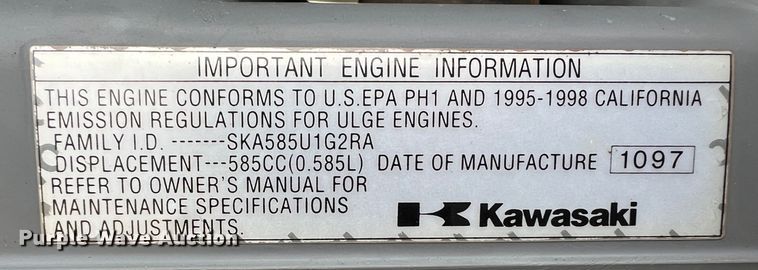 IMPORTANT ENGINE INFORMATION
THIS ENGINE CONFORMS TO U.S.EPA PH1 AND 1995-1998 CALIFORNIA
EMISSION REGULATIONS FOR ULGE ENGINES.
FAMILY I.D. -------SKA585U1G2RA
DISPLACEMENT---585CC(0.585L) DATE OF MANUFACTURE 1097
REFER TO OWNER'S MANUAL FOR
MAINTENANCE SPECIFICATIONS
AND ADJUSTMENTS.
Kawasaki
Purple Wave Auction